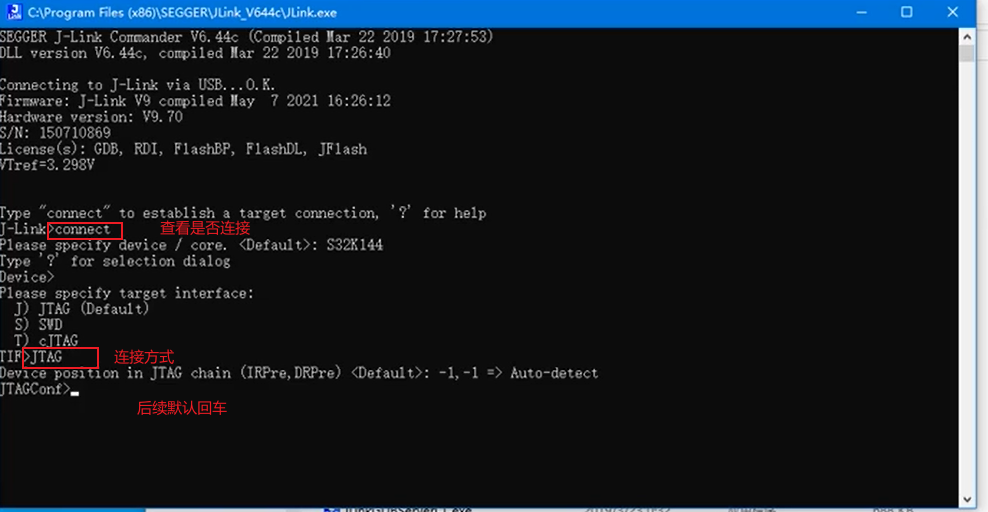 C:\Program Files (x86)\SEGGER\JLink_V644c\JLink.exe
SEGGER J-Link Commander V6.44c (Compiled Mar 22 2019 17:27:53)
DLL version V6.44c, compiled Mar 22 2019 17:26:40
Connecting to J-Link via USB...O.K.
Firmware: J-Link V9 compiled May  7 2021 16:26:12
Hardware version: V9.70
S/N: 150710869
License(s): GDB, RDI, FlashBP, FlashDL, JFlash
VTref=3.298V
Type "connect" to establish a target connection, '?' for help
J-Link>connect 查看是否连接
Please specify device / core. <Default>: S32K144
Type '?' for selection dialog
Device>
Please specify target interface:
J) JTAG (Default)
S) SWD
T) cJTAG
TIF>JTAG 连接方式
Device position in JTAG chain (IRPre,DRPre) <Default>: -1,-1 => Auto-detect
JTAGConf>
后续默认回车